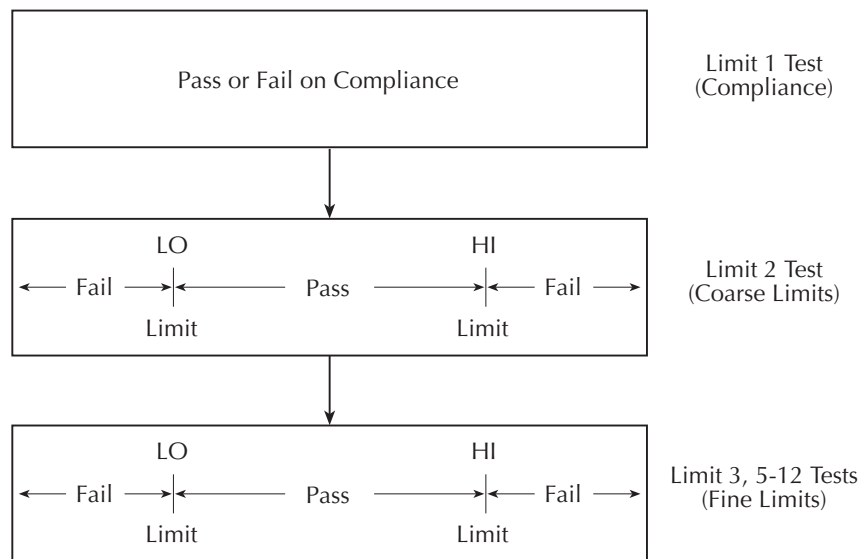 Pass or Fail on Compliance
Limit 1 Test
(Compliance)
LO HI
Fail Pass Fail
Limit Limit
Limit 2 Test
(Coarse Limits)
LO HI
Fail Pass Fail
Limit Limit
Limit 3, 5-12 Tests
(Fine Limits)